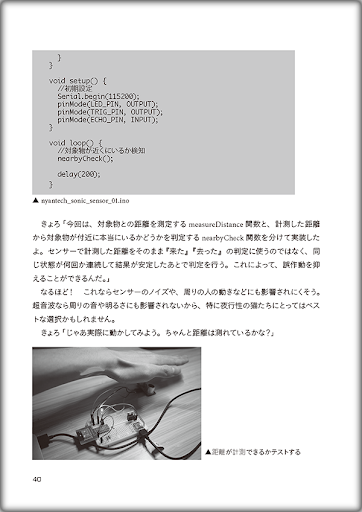 }
}

void setup() {
  //初期設定
  Serial.begin(115200);
  pinMode(LED_PIN, OUTPUT);
  pinMode(TRIG_PIN, OUTPUT);
  pinMode(ECHO_PIN, INPUT);
}

void loop() {
  //対象物が近くにいるか検知
  nearbyCheck();

  delay(200);
}
▲ nyantech_sonic_sensor_01.ino
きょろ「今回は、対象物との距離を測定する measureDistance 関数と、計測した距離
から対象物が付近に本当にいるかどうかを判定する nearbyCheck 関数を分けて実装した
よ。センサーで計測した距離をそのまま『来た』『去った』の判定に使うのではなく、同
じ状態が何回か連続して結果が安定したあとで判定を行う。これによって、誤作動を抑
えることができるんだ。」
なるほど！ これならセンサーのノイズや、周りの人の動きなどにも影響されにくそう。
超音波なら周りの音や明るさにも影響されないから、特に夜行性の猫たちにとってはベス
トな選択かもしれません。
きょろ「じゃあ実際に動かしてみよう。ちゃんと距離は測れているかな？」
▲距離が計測できるかテストする
40